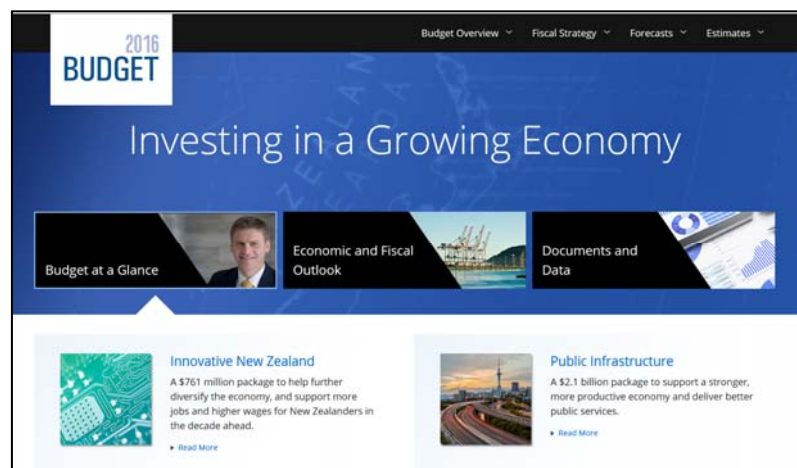 2016
BUDGET
Budget Overview
Fiscal Strategy
Forecasts
Estimates
Investing in a Growing Economy
Budget at a Glance
Economic and Fiscal
Outlook
Documents and
Data
Innovative New Zealand
A $761 million package to help further
diversify the economy, and support more
jobs and higher wages for New Zealanders in
the decade ahead.
Read More
Public Infrastructure
A $2.1 billion package to support a stronger,
more productive economy and deliver better
public services.
Read More